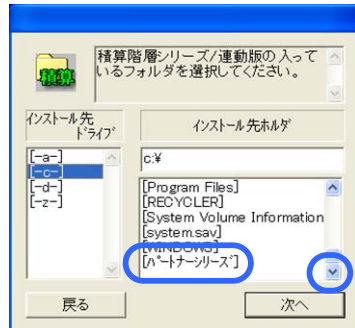 積算
積算階層シリーズ/連動版の入って
いるフォルダを選択してください。
インストール先
ドライブ
インストール先ホルダ
[-a-]
[-c-]
[-d-]
[-z-]
c:¥
[Program Files]
[RECYCLER]
[System Volume Information
[system.sav]
[WINDOWS]
[パートナーシリーズ]
戻る
次へ